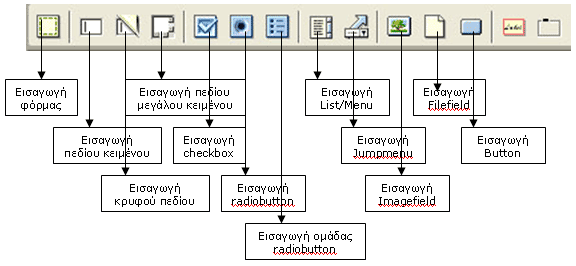 Εισαγωγή
φόρμας
Εισαγωγή πεδίου
μεγάλου κειμένου
Εισαγωγή
List/Menu
Εισαγωγή
Filefield
Εισαγωγή
πεδίου κειμένου
Εισαγωγή
checkbox
Εισαγωγή
Jumpmenu
Εισαγωγή
Button
Εισαγωγή
κρυφού πεδίου
Εισαγωγή
radiobutton
Εισαγωγή
Imagefield
Εισαγωγή ομάδας
radiobutton